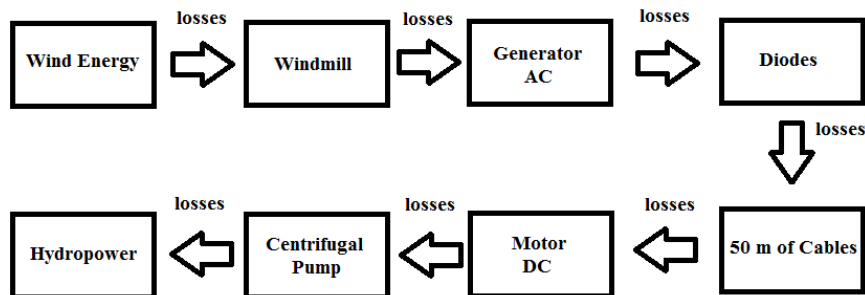 losses
losses
losses
Wind Energy
Windmill
Generator
AC
Diodes
losses
losses
losses
losses
Hydropower
Centrifugal
Pump
Motor
DC
50 m of Cables